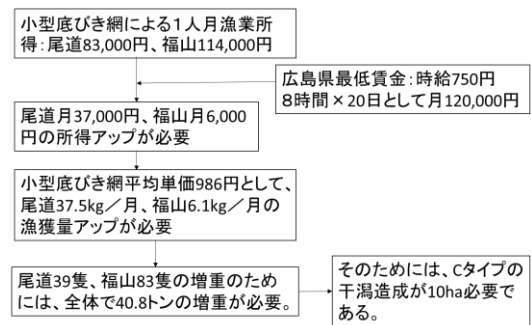 小型底びき網による1人月漁業所
得：尾道83,000円、福山114,000円
広島県最低賃金：時給750円
8時間×20日として月120,000円
尾道月37,000円、福山月6,000
円の所得アップが必要
小型底びき網平均単価986円として、
尾道37.5kg／月、福山6.1kg／月の
漁獲量アップが必要
尾道39隻、福山83隻の増重のため
には、全体で40.8トンの増重が必要。
そのためには、Cタイプの
干潟造成が10ha必要で
ある。